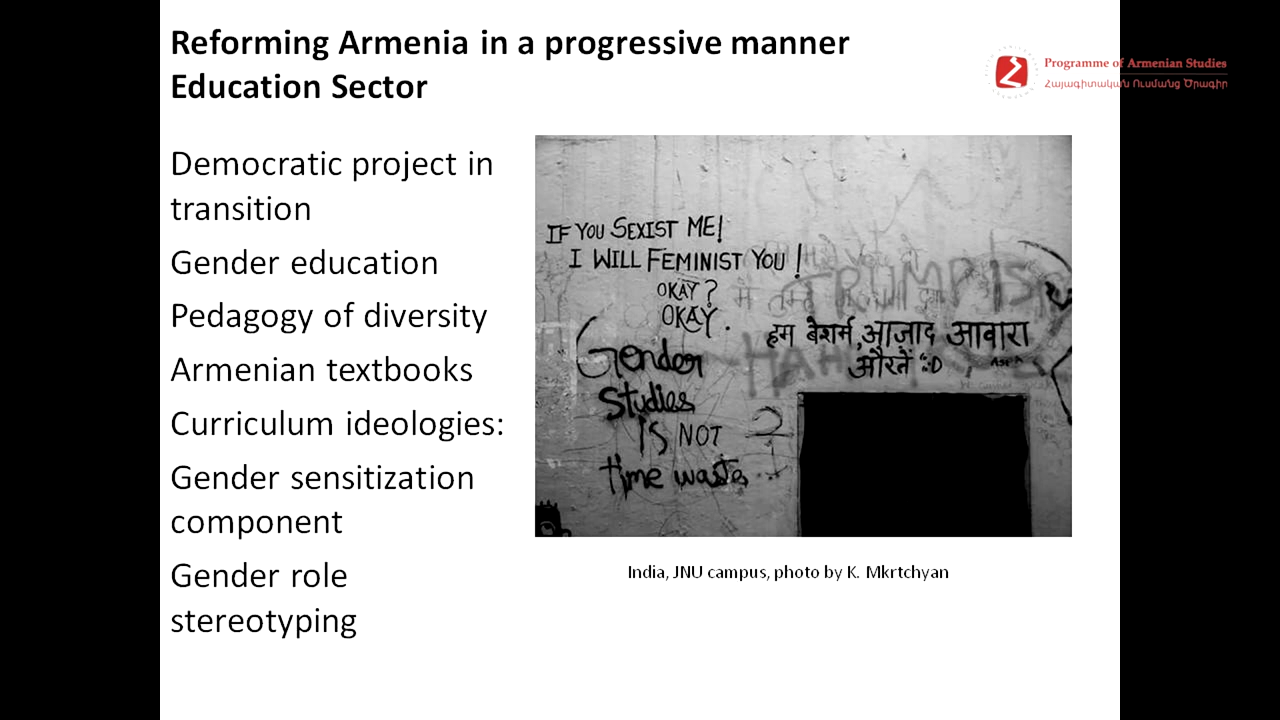 Reforming Armenia in a progressive manner
Education Sector
Programme of Armenian Studies
Հայագիտական Ուսմանց Ծրագիր
Democratic project in
transition
Gender education
Pedagogy of diversity
Armenian textbooks
Curriculum ideologies:
Gender sensitization
component
Gender role
stereotyping
IF YOU SEXIST ME!
I WILL FEMINIST YOU!
OKAY?
OKAY.
Gender
Studies
IS NOT
time waste
TRUMP IS
हम बेशर्म, आज़ाद आवारा
औरतें :D
India, JNU campus, photo by K. Mkrtchyan